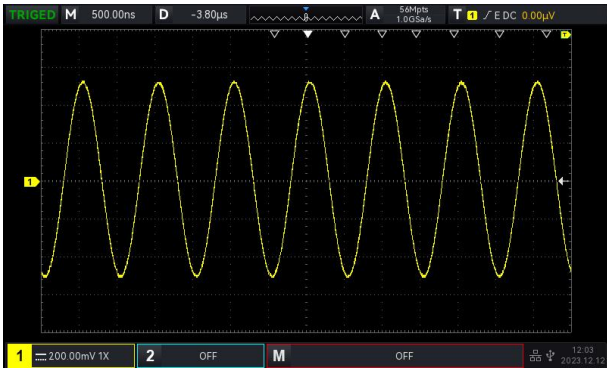 TRIGED M 500.00ns D -3.80μs A 56Mpts 1.0GSa/s T 1 E DC 0.00μV
T
1
1 200.00mV 1X 2 OFF M OFF 12:03
2023.12.12